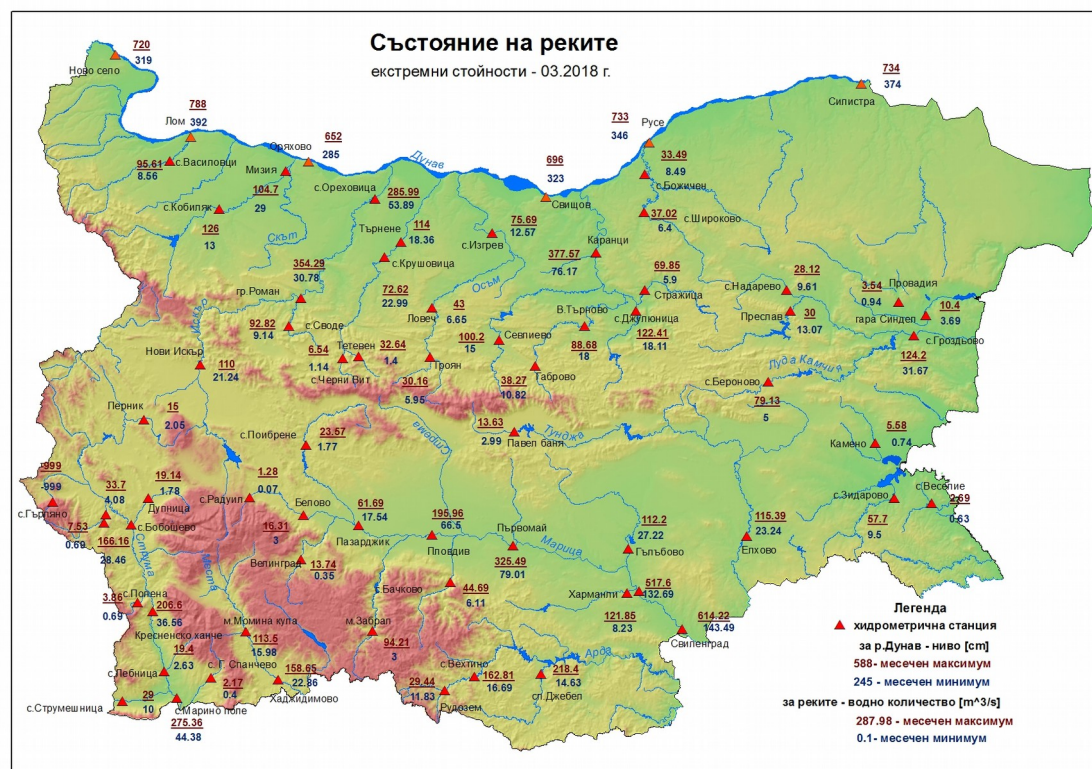 Състояние на реките
екстремни стойности - 03.2018 г.
720
319
Ново село
788
Лом 392
652
Оряхово 285
Дунав
696
323
Свищов
733
346
Русе
734
374
Силистра
95.61 с.Василовци
8.56
Мизия
104.7
29
с.Кобиляк
126
13
Скът
с.Ореховица 285.99
53.89
Търнене 114
18.36
с.Крушовица
72.62
22.99
с.Изгрев
75.69
12.57
Осъм
33.49
8.49
с.Божичен
37.02
6.4
с.Широково
Каранци
377.57
76.17
354.29
30.78
гр.Роман
92.82 с.Своде
9.14
Искър
Нови Искър
110
21.24
Тетевен
6.54
1.14
32.64
1.4
с.Черни Вит
43
6.65
Ловеч
Троян
30.16
5.95
100.2
15
Севлиево
38.27
10.82
Габрово
В.Търново
88.68
18
69.85
5.9
Стражица
с.Джулюница
122.41
18.11
28.12
9.61
с.Надарево
Преслав 30
13.07
3.54
0.94
Провадия
гара Синдел
10.4
3.69
с.Гроздьово
124.2
31.67
Луда Камчия
с.Бероново
79.13
5
Камено
5.58
0.74
с.Зидарово
57.7
9.5
с.Веселие
2.69
0.63
Перник
15
2.05
с.Поибрене 23.57
1.77
Стряма
13.63
2.99
Павел баня
Тунджа
-999
-999
с.Гърляно
33.7
4.08
7.53
0.69
19.14
1.78
Дупница
с.Бобошево
166.16
28.46
Струма
с.Радуил
1.28
0.07
Белово
16.31
3
61.69
17.54
Пазарджик
195.96
66.5
Пловдив
Първомай
325.49
79.01
Марица
112.2
27.22
Гълъбово
115.39
23.24
Елхово
517.6
132.69
Харманли
121.85
8.23
614.22
143.49
Свиленград
Велинград
13.74
0.35
Места
с.Бачково
44.69
6.11
3.86
0.69
с.Попена
206.6
36.56
Кресненско ханче
м.Момина кула
113.5
15.98
м.Забрал
94.21
3
19.4
2.63
с.Лебница
с. Г. Спанчево
2.17
0.4
158.65
22.86
Хаджидимово
29
10
с.Струмешница
с.Марино поле
275.36
44.38
с.Вехтино
162.81
16.69
29.44
11.83
Рудозем
218.4
14.63
сп.Джебел
Арда
Легенда
хидрометрична станция
за р.Дунав - ниво [cm]
588- месечен максимум
245 - месечен минимум
за реките - водно количество [m^3/s]
287.98 - месечен максимум
0.1- месечен минимум